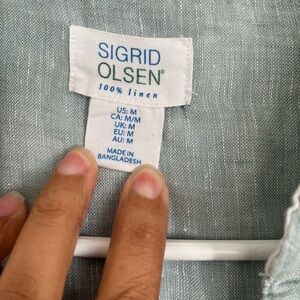 SIGRID
OLSEN®
100% linen
US: M
CA: M/M
UK: M
EU: M
AU: M
MADE IN
BANGLADESH